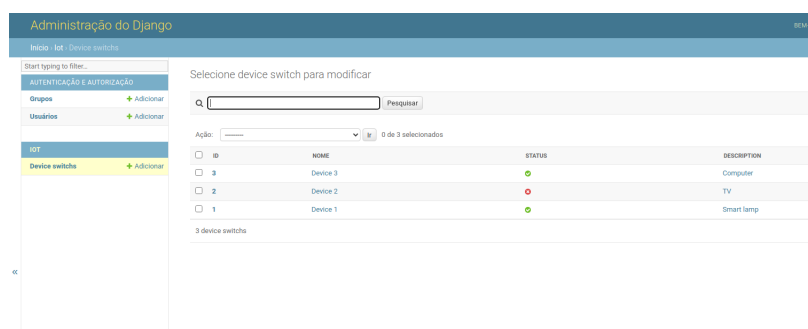 Administração do Django
BEM
Início › Iot › Device switchs
Start typing to filter...
AUTENTICAÇÃO E AUTORIZAÇÃO
Grupos + Adicionar
Usuários + Adicionar
IOT
Device switchs + Adicionar
«
Selecione device switch para modificar
Pesquisar
Ação: --------- Ir 0 de 3 selecionados
ID NOME STATUS DESCRIPTION
3 Device 3 Computer
2 Device 2 TV
1 Device 1 Smart lamp
3 device switchs